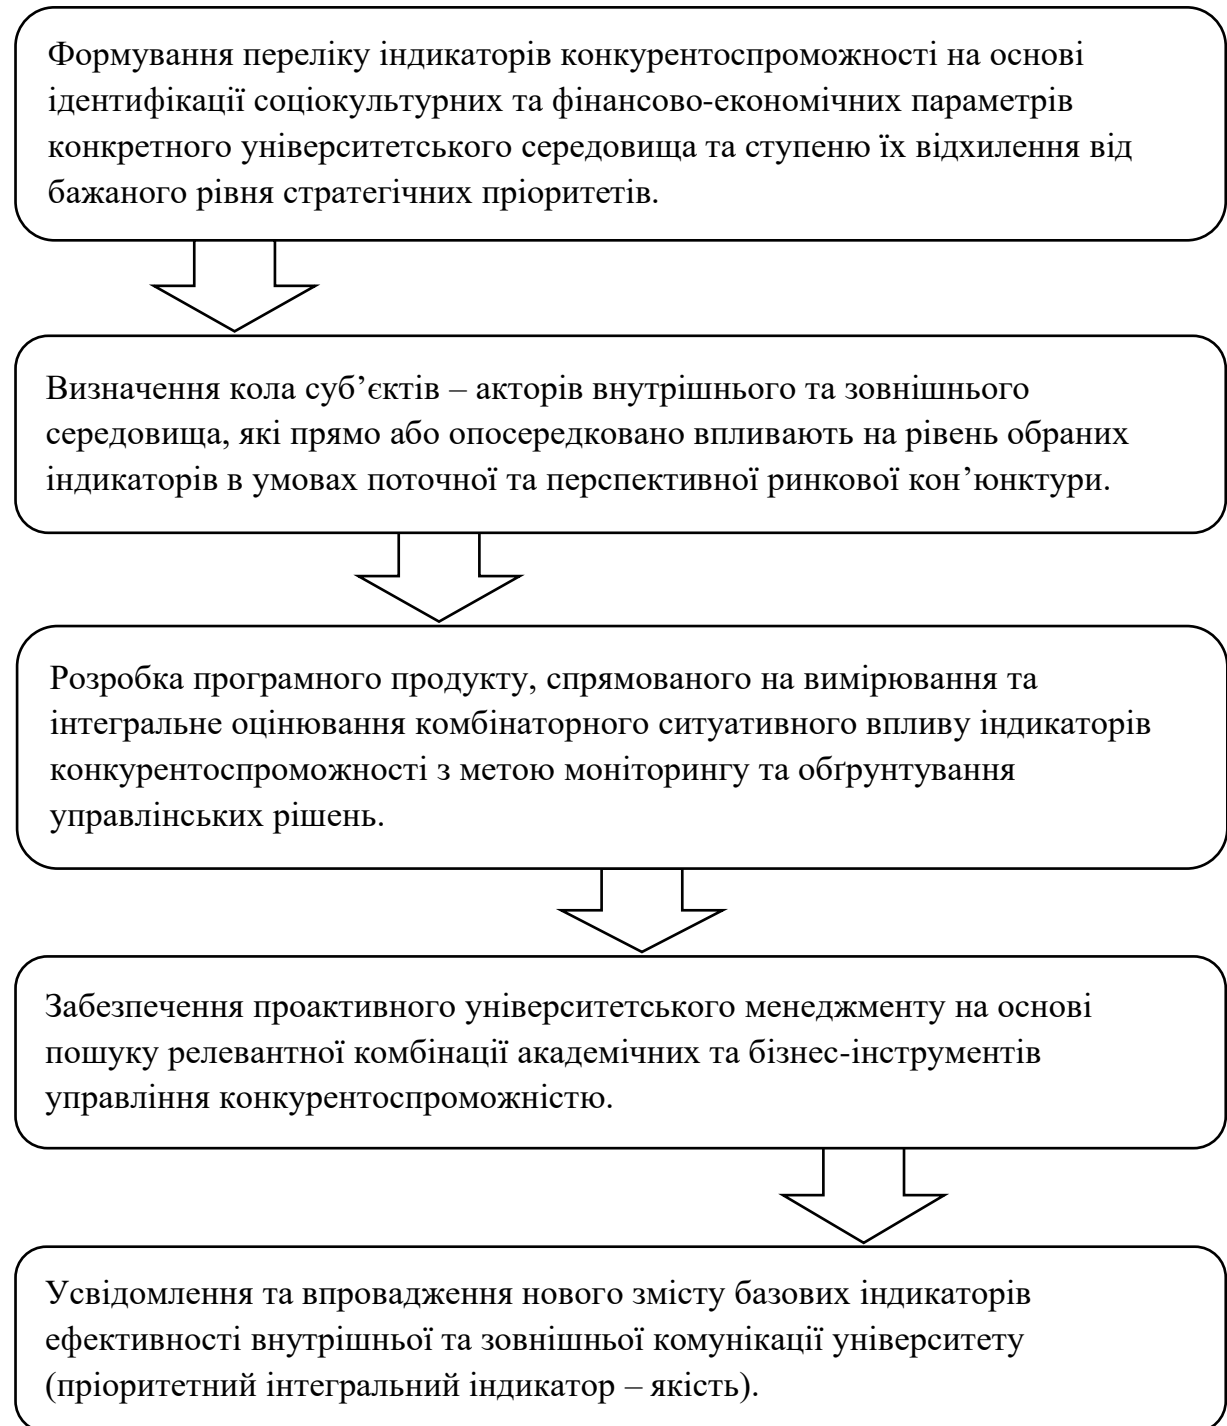 Формування переліку індикаторів конкурентоспроможності на основі
ідентифікації соціокультурних та фінансово-економічних параметрів
конкретного університетського середовища та ступеню їх відхилення від
бажаного рівня стратегічних пріоритетів.
Визначення кола суб’єктів – акторів внутрішнього та зовнішнього
середовища, які прямо або опосередковано впливають на рівень обраних
індикаторів в умовах поточної та перспективної ринкової кон’юнктури.
Розробка програмного продукту, спрямованого на вимірювання та
інтегральне оцінювання комбінаторного ситуативного впливу індикаторів
конкурентоспроможності з метою моніторингу та обґрунтування
управлінських рішень.
Забезпечення проактивного університетського менеджменту на основі
пошуку релевантної комбінації академічних та бізнес-інструментів
управління конкурентоспроможністю.
Усвідомлення та впровадження нового змісту базових індикаторів
ефективності внутрішньої та зовнішньої комунікації університету
(пріоритетний інтегральний індикатор – якість).